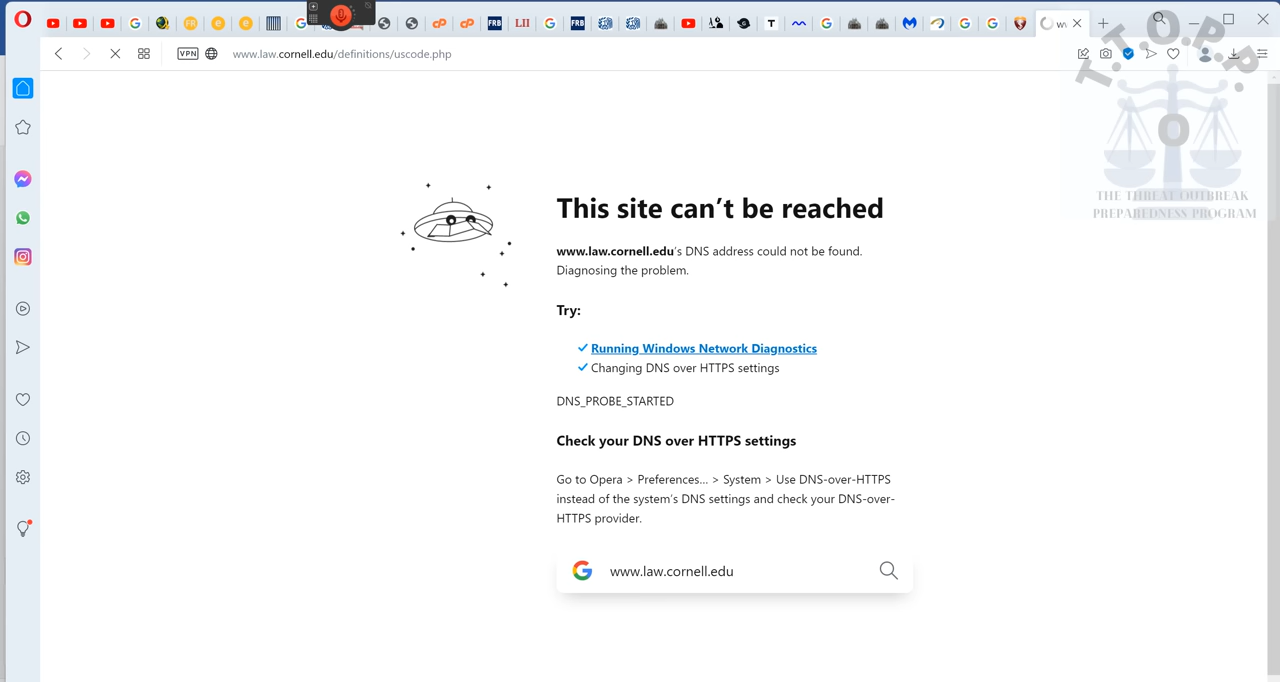 FR
e
e
cP
cP
FRB
LII
FRB
T
w
VPN
www.law.cornell.edu/definitions/uscode.php
T.T.O.P.P.
O
THE THREAT OUTBREAK
PREPAREDNESS PROGRAM
This site can’t be reached
www.law.cornell.edu's DNS address could not be found.
Diagnosing the problem.
Try:
Running Windows Network Diagnostics
Changing DNS over HTTPS settings
DNS_PROBE_STARTED
Check your DNS over HTTPS settings
Go to Opera > Preferences... > System > Use DNS-over-HTTPS
instead of the system's DNS settings and check your DNS-over-
HTTPS provider.
www.law.cornell.edu